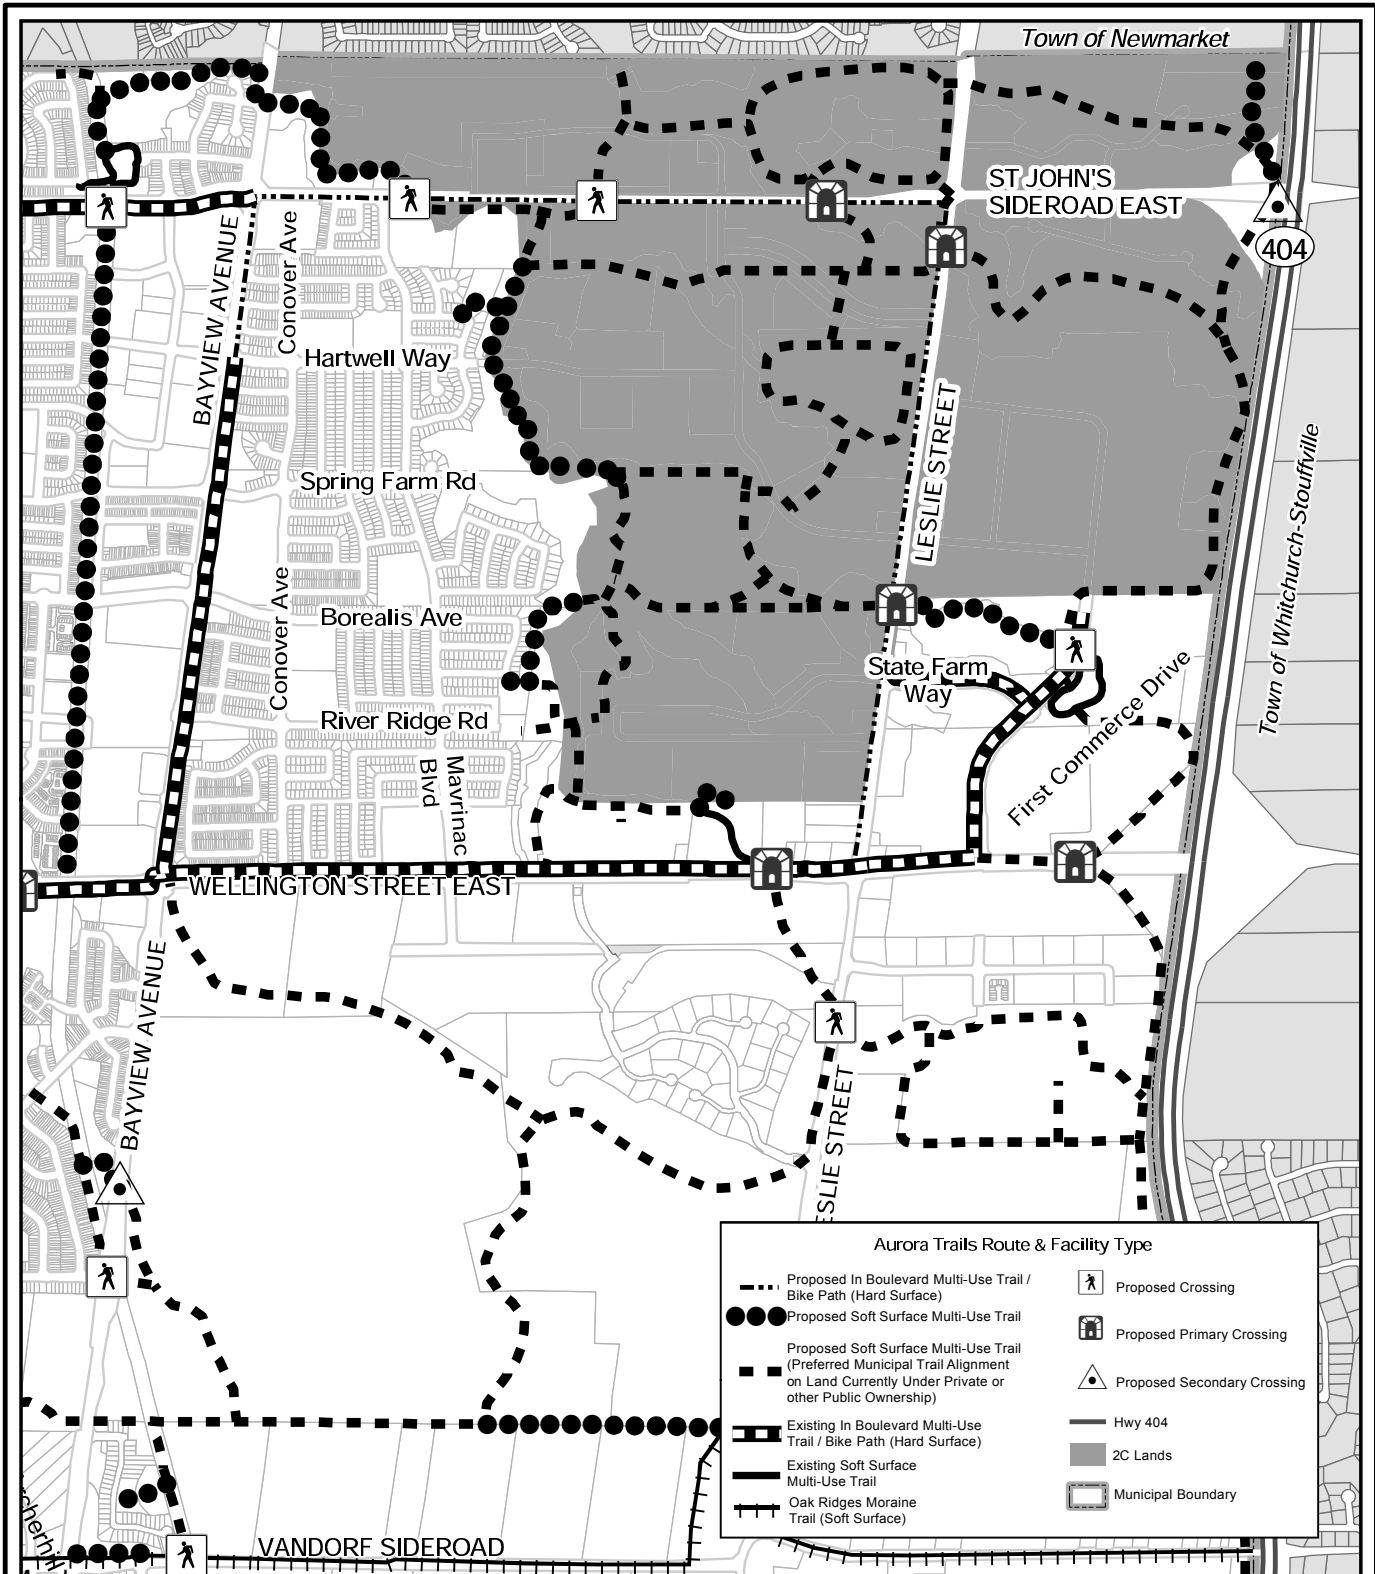 Town of Newmarket
ST JOHN'S
SIDEROAD EAST
404
BAYVIEW AVENUE
Conover Ave
Hartwell Way
LESLIE STREET
Town of Whitchurch-Stouffville
Spring Farm Rd
Conover Ave
Borealis Ave
State Farm
Way
River Ridge Rd
Mavrinac
Blvd
First Commerce Drive
WELLINGTON STREET EAST
BAYVIEW AVENUE
ESLIE STREET
Aurora Trails Route & Facility Type
Proposed In Boulevard Multi-Use Trail /
Bike Path (Hard Surface)
Proposed Soft Surface Multi-Use Trail
Proposed Soft Surface Multi-Use Trail
(Preferred Municipal Trail Alignment
on Land Currently Under Private or
other Public Ownership)
Existing In Boulevard Multi-Use
Trail / Bike Path (Hard Surface)
Existing Soft Surface
Multi-Use Trail
Oak Ridges Moraine
Trail (Soft Surface)
Proposed Crossing
Proposed Primary Crossing
Proposed Secondary Crossing
Hwy 404
2C Lands
Municipal Boundary
VANDORF SIDEROAD